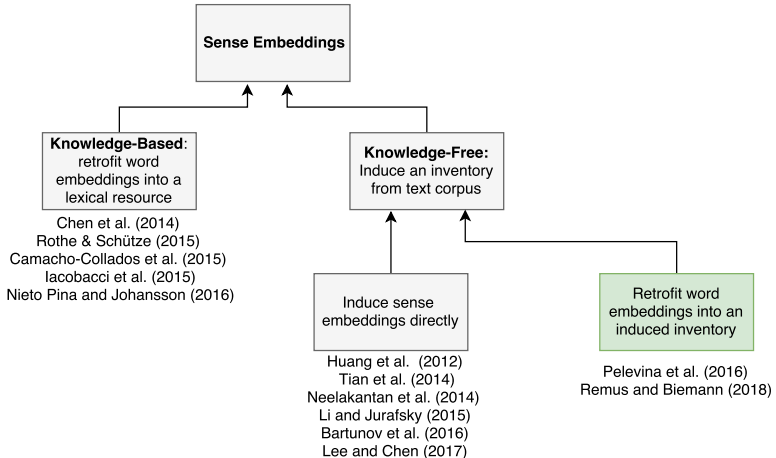 Sense Embeddings
Knowledge-Based:
retrofit word
embeddings into a
lexical resource
Chen et al. (2014)
Rothe & Schütze (2015)
Camacho-Collados et al. (2015)
Iacobacci et al. (2015)
Nieto Pina and Johansson (2016)
Knowledge-Free:
Induce an inventory
from text corpus
Induce sense
embeddings directly
Huang et al. (2012)
Tian et al. (2014)
Neelakantan et al. (2014)
Li and Jurafsky (2015)
Bartunov et al. (2016)
Lee and Chen (2017)
Retrofit word
embeddings into an
induced inventory
Pelevina et al. (2016)
Remus and Biemann (2018)